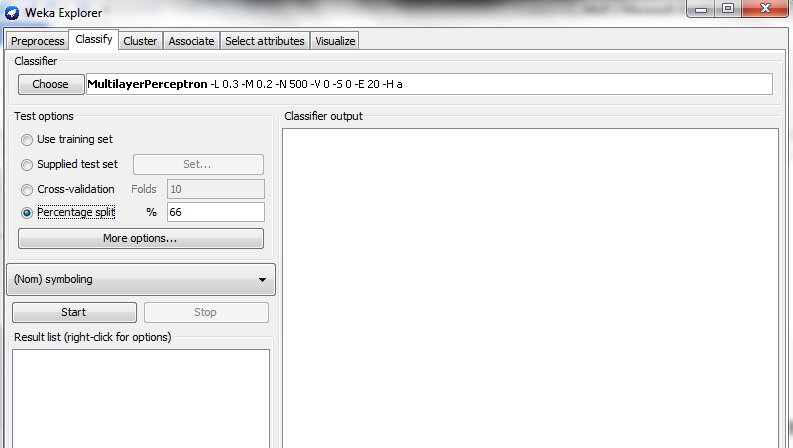 Weka Explorer
Preprocess Classify Cluster Associate Select attributes Visualize
Classifier
Choose MultilayerPerceptron -L 0.3 -M 0.2 -N 500 -V 0 -S 0 -E 20 -H a
Test options
Use training set
Supplied test set Set...
Cross-validation Folds 10
Percentage split % 66
More options...
(Nom) symboling
Start Stop
Result list (right-click for options)
Classifier output